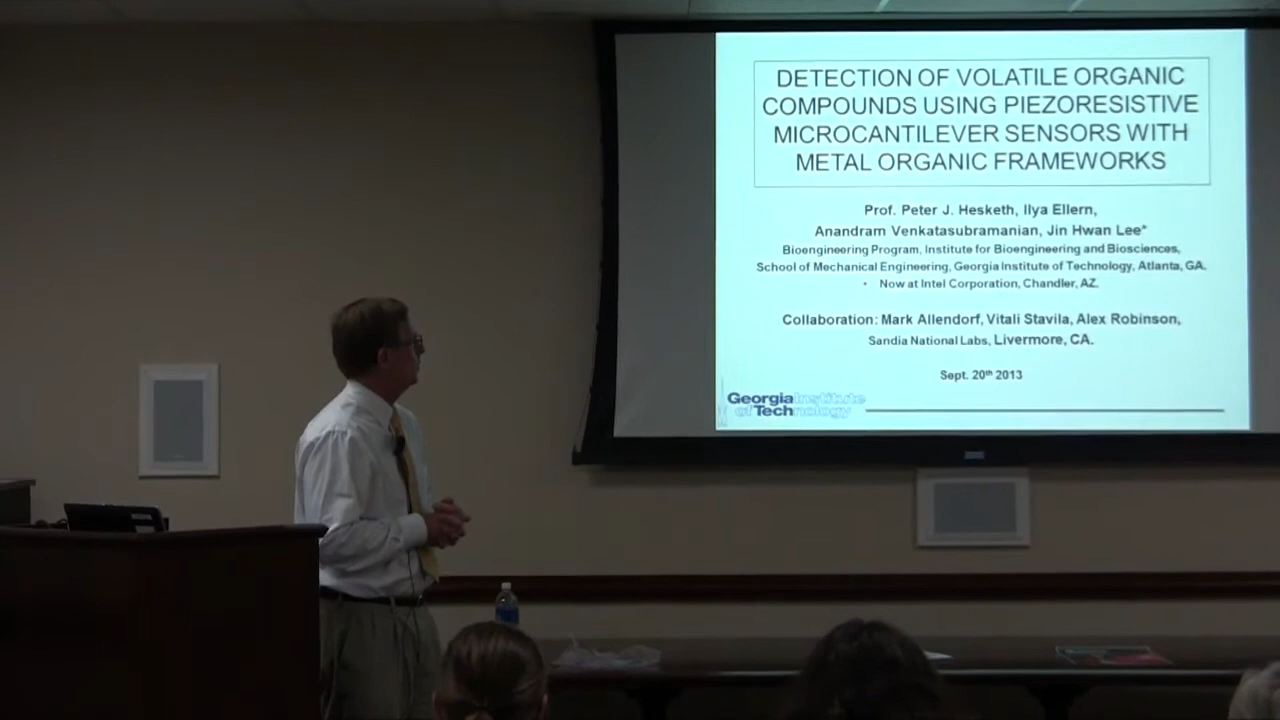 DETECTION OF VOLATILE ORGANIC
COMPOUNDS USING PIEZORESISTIVE
MICROCANTILEVER SENSORS WITH
METAL ORGANIC FRAMEWORKS
Prof. Peter J. Hesketh, Ilya Ellern,
Anandram Venkatasubramanian, Jin Hwan Lee*
Bioengineering Program, Institute for Bioengineering and Biosciences,
School of Mechanical Engineering, Georgia Institute of Technology, Atlanta, GA.
• Now at Intel Corporation, Chandler, AZ.
Collaboration: Mark Allendorf, Vitali Stavila, Alex Robinson,
Sandia National Labs, Livermore, CA.
Sept. 20th 2013
Georgia Institute
of Technology